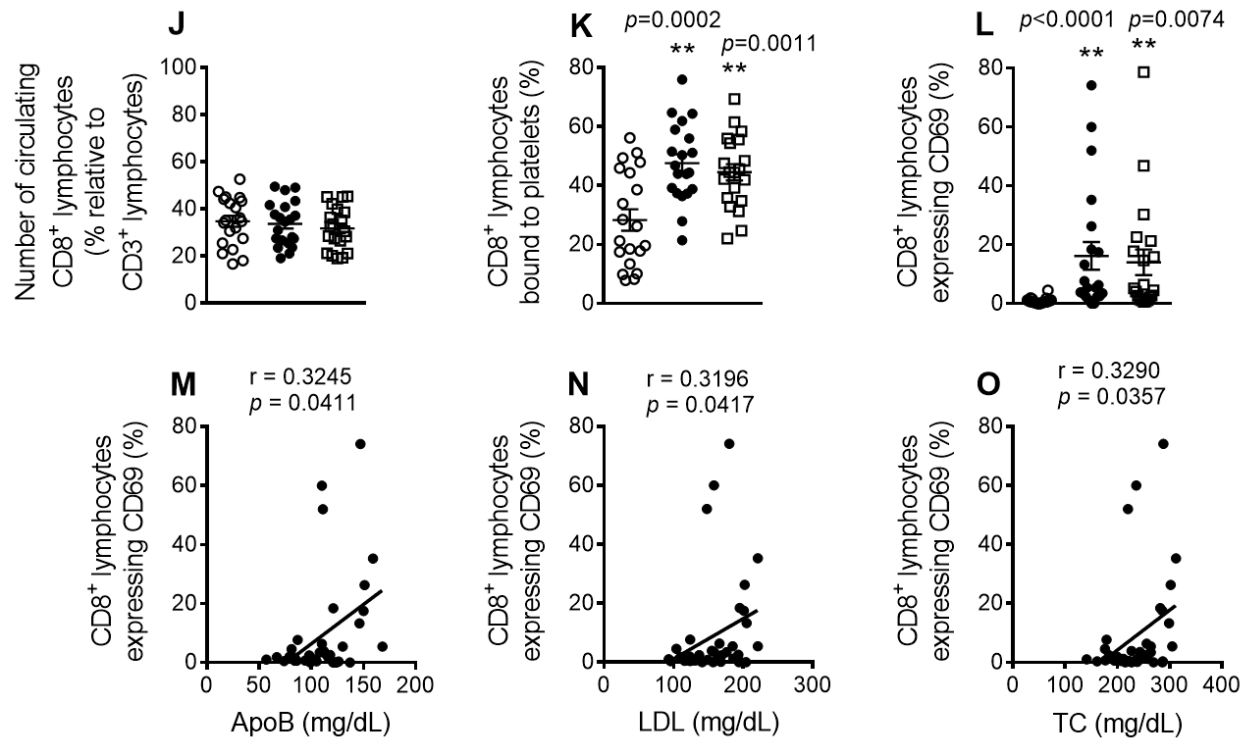 J
Number of circulating
CD8+ lymphocytes
(% relative to
CD3+ lymphocytes)
100
80
60
40
20
0
K
p=0.0002
**
p=0.0011
**
CD8+ lymphocytes
bound to platelets (%)
80
60
40
20
0
L
p<0.0001
**
p=0.0074
**
CD8+ lymphocytes
expressing CD69 (%)
80
60
40
20
0
M
r = 0.3245
p = 0.0411
CD8+ lymphocytes
expressing CD69 (%)
80
60
40
20
0
0 50 100 150 200
ApoB (mg/dL)
N
r = 0.3196
p = 0.0417
CD8+ lymphocytes
expressing CD69 (%)
80
60
40
20
0
0 100 200 300
LDL (mg/dL)
O
r = 0.3290
p = 0.0357
CD8+ lymphocytes
expressing CD69 (%)
80
60
40
20
0
0 100 200 300 400
TC (mg/dL)